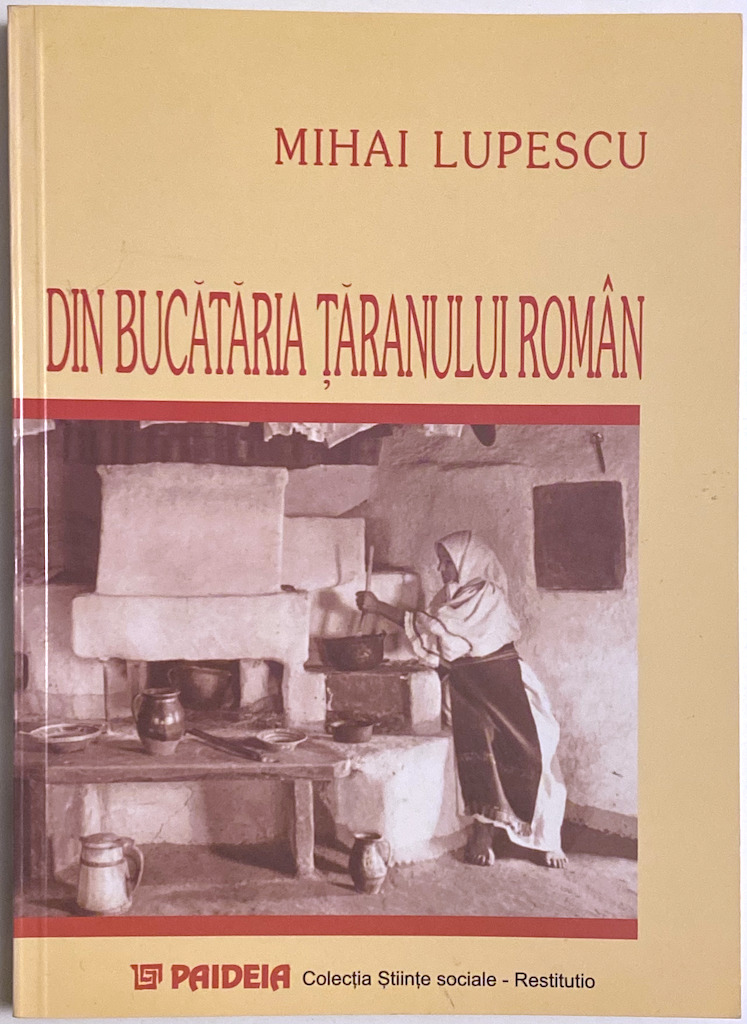 MIHAI LUPESCU
DIN BUCĂTĂRIA ȚĂRANULUI ROMÂN
PAIDEIA Colecția Științe sociale - Restitutio